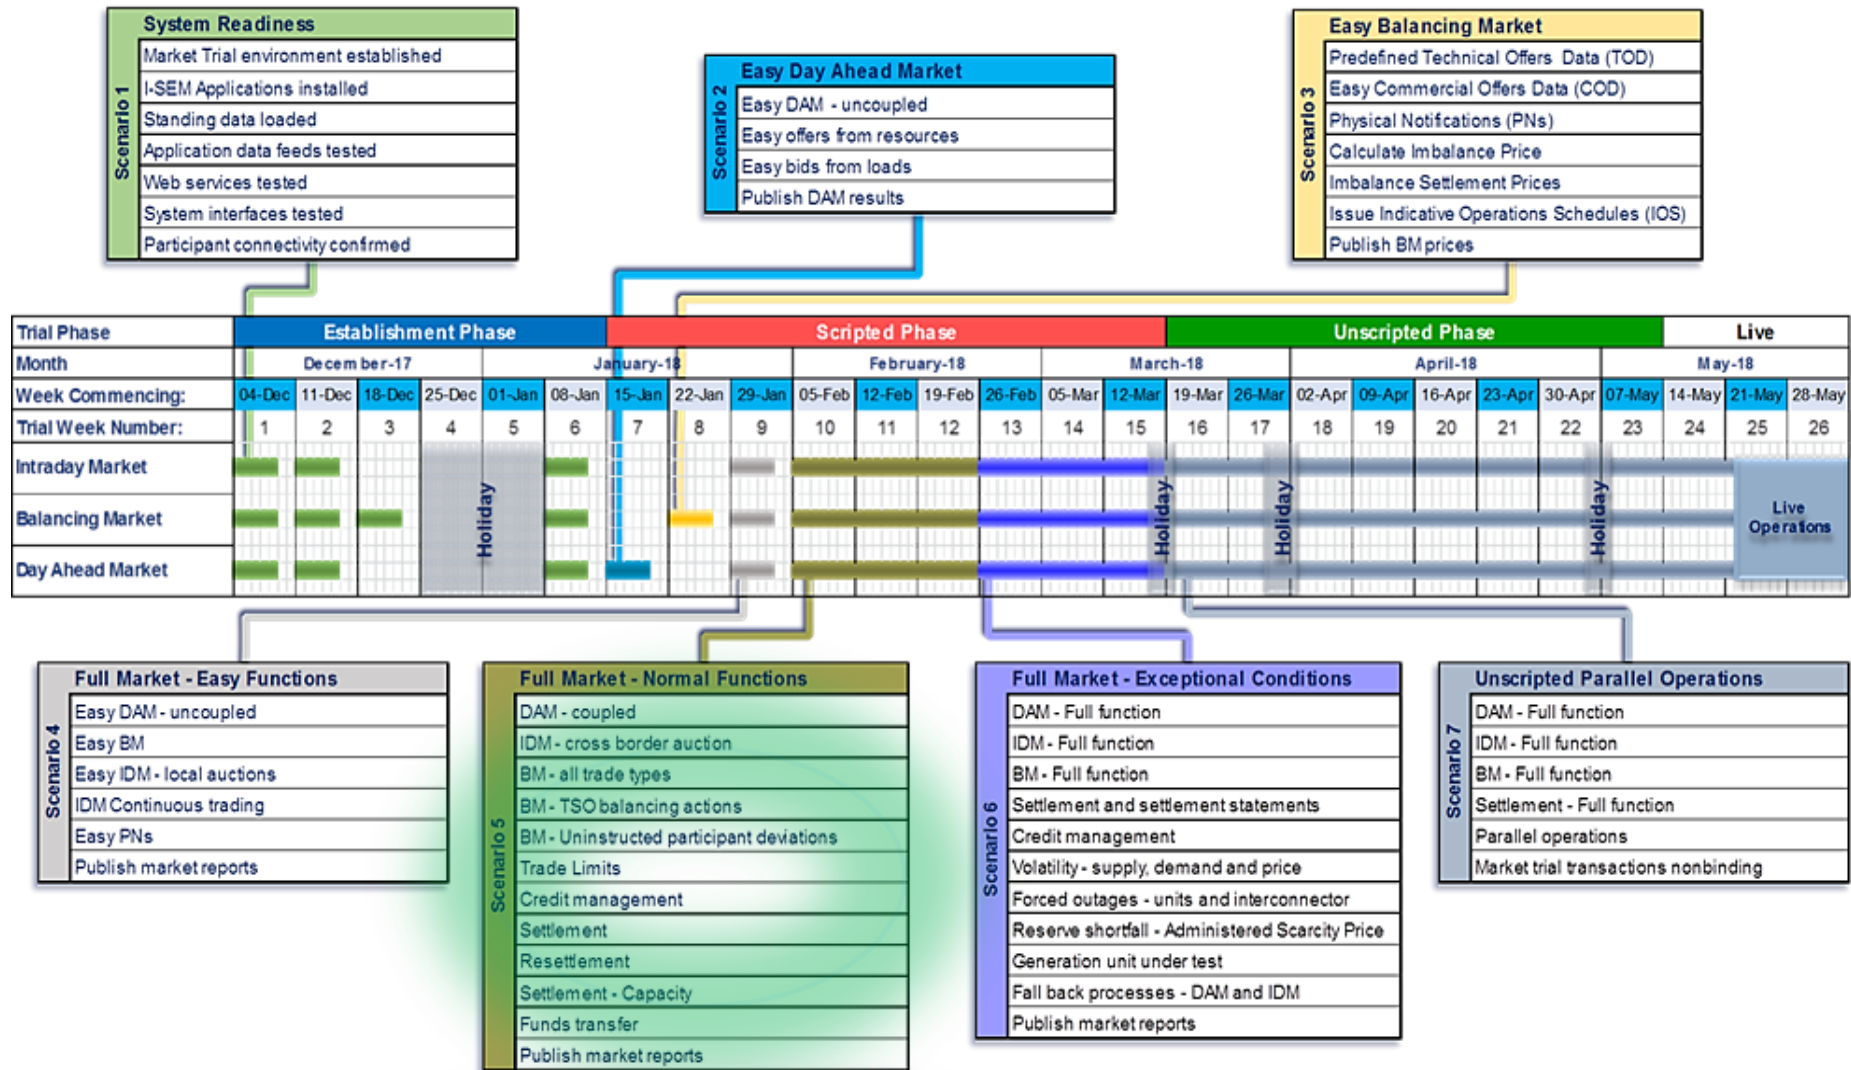 System Readiness
Scenario 1
Market Trial environment established
I-SEM Applications installed
Standing data loaded
Application data feeds tested
Web services tested
System interfaces tested
Participant connectivity confirmed
Easy Day Ahead Market
Scenario 2
Easy DAM - uncoupled
Easy offers from resources
Easy bids from loads
Publish DAM results
Easy Balancing Market
Scenario 3
Predefined Technical Offers Data (TOD)
Easy Commercial Offers Data (COD)
Physical Notifications (PNs)
Calculate Imbalance Price
Imbalance Settlement Prices
Issue Indicative Operations Schedules (IOS)
Publish BM prices
Trial Phase Establishment Phase Scripted Phase Unscripted Phase Live
Month December-17 January-18 February-18 March-18 April-18 May-18
Week Commencing: 04-Dec 11-Dec 18-Dec 25-Dec 01-Jan 08-Jan 15-Jan 22-Jan 29-Jan 05-Feb 12-Feb 19-Feb 26-Feb 05-Mar 12-Mar 19-Mar 26-Mar 02-Apr 09-Apr 16-Apr 23-Apr 30-Apr 07-May 14-May 21-May 28-May
Trial Week Number: 1 2 3 4 5 6 7 8 9 10 11 12 13 14 15 16 17 18 19 20 21 22 23 24 25 26
Intraday Market
Balancing Market
Day Ahead Market
Holiday
Holiday
Holiday
Holiday
Live
Operations
Full Market - Easy Functions
Scenario 4
Easy DAM - uncoupled
Easy BM
Easy IDM - local auctions
IDM Continuous trading
Easy PNs
Publish market reports
Full Market - Normal Functions
Scenario 5
DAM - coupled
IDM - cross border auction
BM - all trade types
BM - TSO balancing actions
BM - Uninstructed participant deviations
Trade Limits
Credit management
Settlement
Resettlement
Settlement - Capacity
Funds transfer
Publish market reports
Full Market - Exceptional Conditions
Scenario 6
DAM - Full function
IDM - Full function
BM - Full function
Settlement and settlement statements
Credit management
Volatility - supply, demand and price
Forced outages - units and interconnector
Reserve shortfall - Administered Scarcity Price
Generation unit under test
Fall back processes - DAM and IDM
Publish market reports
Unscripted Parallel Operations
Scenario 7
DAM - Full function
IDM - Full function
BM - Full function
Settlement - Full function
Parallel operations
Market trial transactions nonbinding